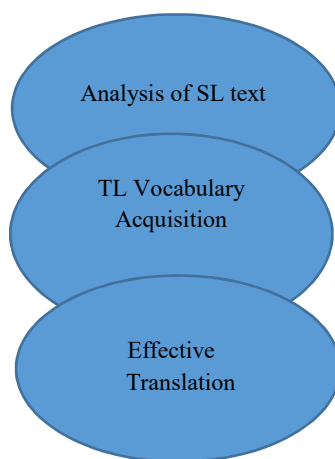 Analysis of SL text
TL Vocabulary
Acquisition
Effective
Translation